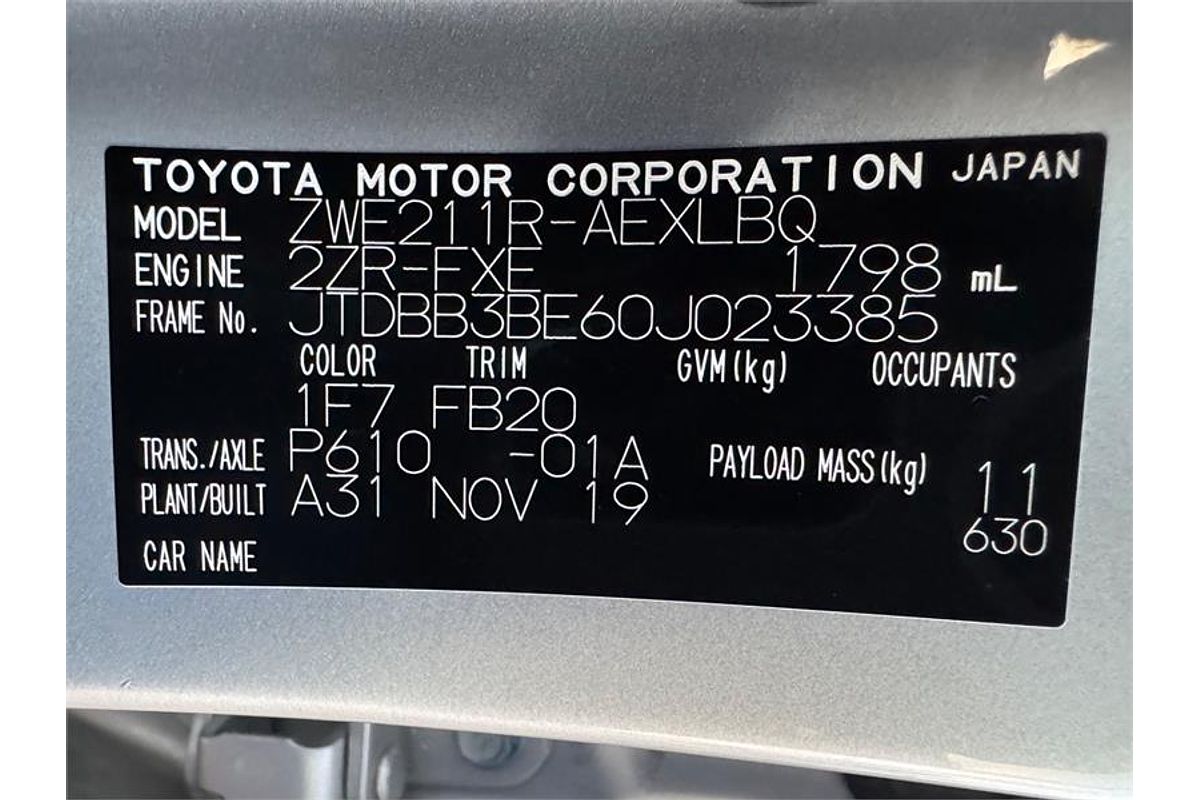 TOYOTA MOTOR CORPORATION JAPAN
MODEL ZWE211R-AEXLBQ
ENGINE 2ZR-FXE 1798 mL
FRAME No. JTDBB3BE60J023385
COLOR TRIM GVM(kg) OCCUPANTS
1F7 FB20
TRANS./AXLE P610 -01A PAYLOAD MASS(kg) 11
PLANT/BUILT A31 NOV 19 630
CAR NAME